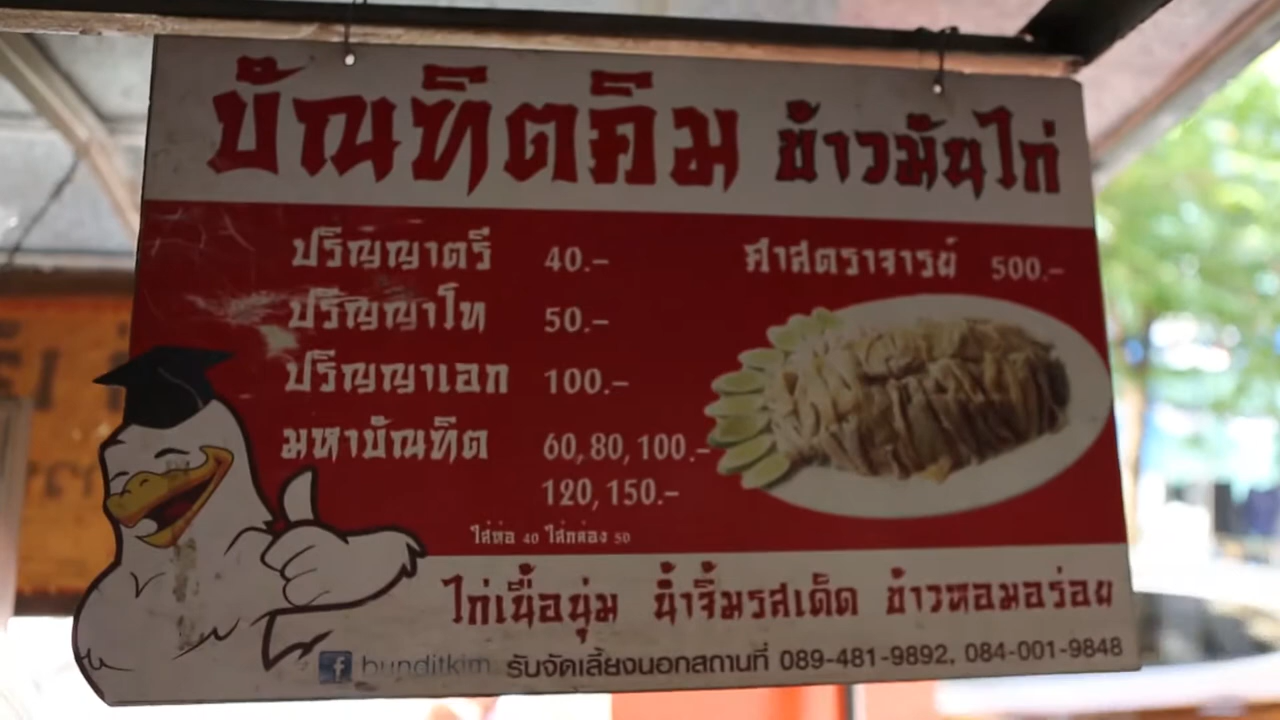 บัณฑิตคิม ข้าวมันไก่
ปริญญาตรี 40.-
ปริญญาโท 50.-
ปริญญาเอก 100.-
มหาบัณฑิต 60, 80, 100.-
120, 150.-
ศาสตราจารย์ 500.-
ใส่ห่อ 40 ใส่กล่อง 50
ไก่เนื้อนุ่ม น้ำจิ้มรสเด็ด ข้าวหอมอร่อย
f bunditkim รับจัดเลี้ยงนอกสถานที่ 089-481-9892, 084-001-9848